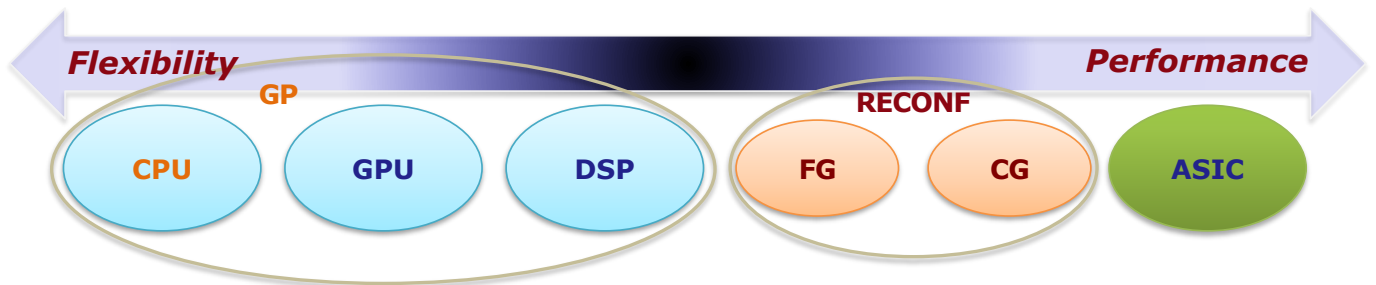 Flexibility
Performance
GP
RECONF
CPU
GPU
DSP
FG
CG
ASIC